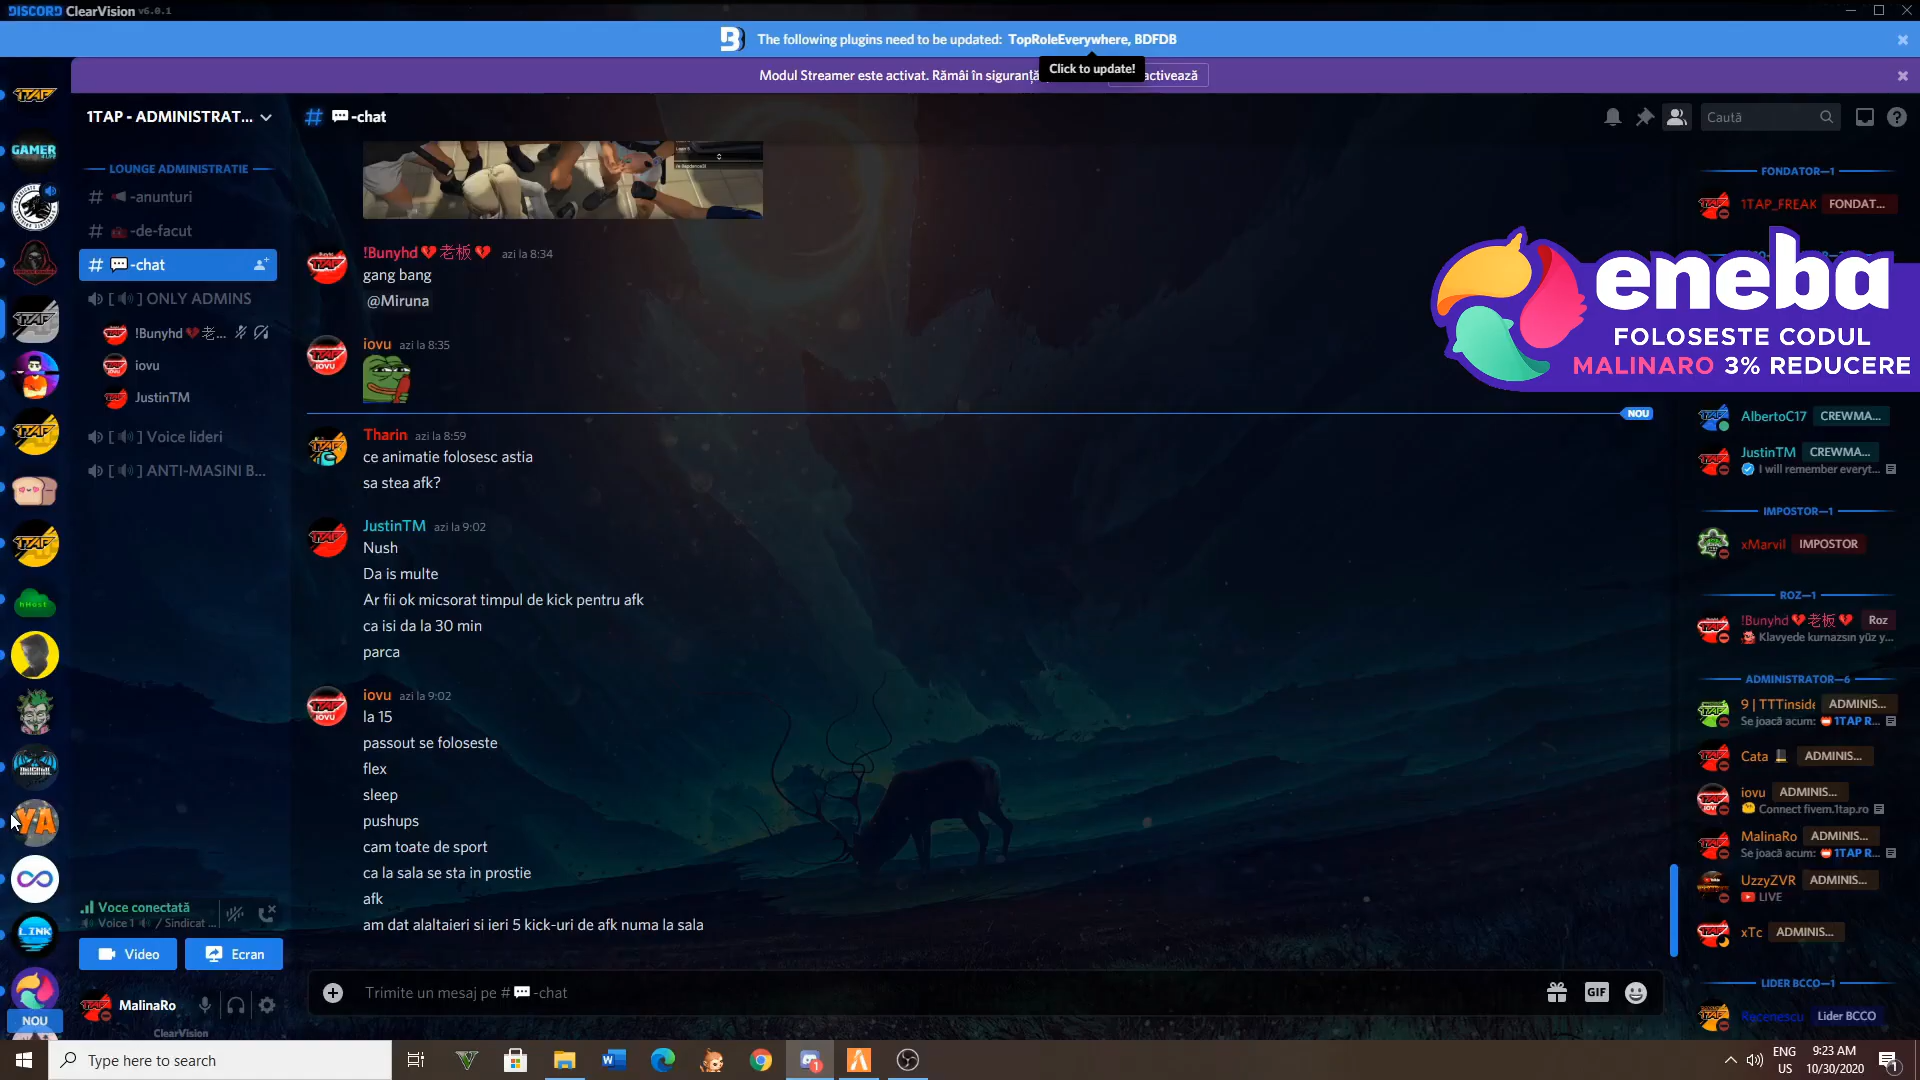 DISCORD ClearVision v6.0.1
The following plugins need to be updated: TopRoleEverywhere, BDFDB
Click to update!
Modul Streamer este activat. Rămâi în siguranță
activează
1TAP - ADMINISTRAT...
-chat
Caută
LOUNGE ADMINISTRATIE
-anunturi
-de-facut
-chat
[ ] ONLY ADMINS
!Bunyhd 老...
iovu
JustinTM
[ ] Voice lideri
[ ] ANTI-MASINI B...
!Bunyhd 老板 azi la 8:34
gang bang
@Miruna
iovu azi la 8:35
NOU
Tharin azi la 8:59
ce animatie folosesc astia
sa stea afk?
JustinTM azi la 9:02
Nush
Da is multe
Ar fii ok micsorat timpul de kick pentru afk
ca isi da la 30 min
parca
iovu azi la 9:02
la 15
passout se foloseste
flex
sleep
pushups
cam toate de sport
ca la sala se sta in prostie
afk
am dat alaltaieri si ieri 5 kick-uri de afk numa la sala
Trimite un mesaj pe # -chat
GIF
FONDATOR—1
1TAP_FREAK FONDAT...
eneba
FOLOSESTE CODUL
MALINARO 3% REDUCERE
AlbertoC17 CREWMA...
JustinTM CREWMA...
I will remember everyt...
IMPOSTOR—1
xMarvil IMPOSTOR
ROZ—1
!Bunyhd 老板 Roz
Klavyede kurnazsın yüz y...
ADMINISTRATOR—6
9 | TTTinside ADMINIS...
Se joacă acum: 1TAP R...
Cata ADMINIS...
iovu ADMINIS...
Connect fivem.1tap.ro
MalinaRo ADMINIS...
Se joacă acum: 1TAP R...
UzzyZVR ADMINIS...
LIVE
xTc ADMINIS...
LIDER BCCO—1
Recenescu Lider BCCO
1TAP
GAMER
1TAP
1TAP
1TAP
hHost
YA
LINK
NOU
Voce conectată
Voice 1 / Sindicat ...
Video
Ecran
MalinaRo
ClearVision
Type here to search
ENG
US
9:23 AM
10/30/2020